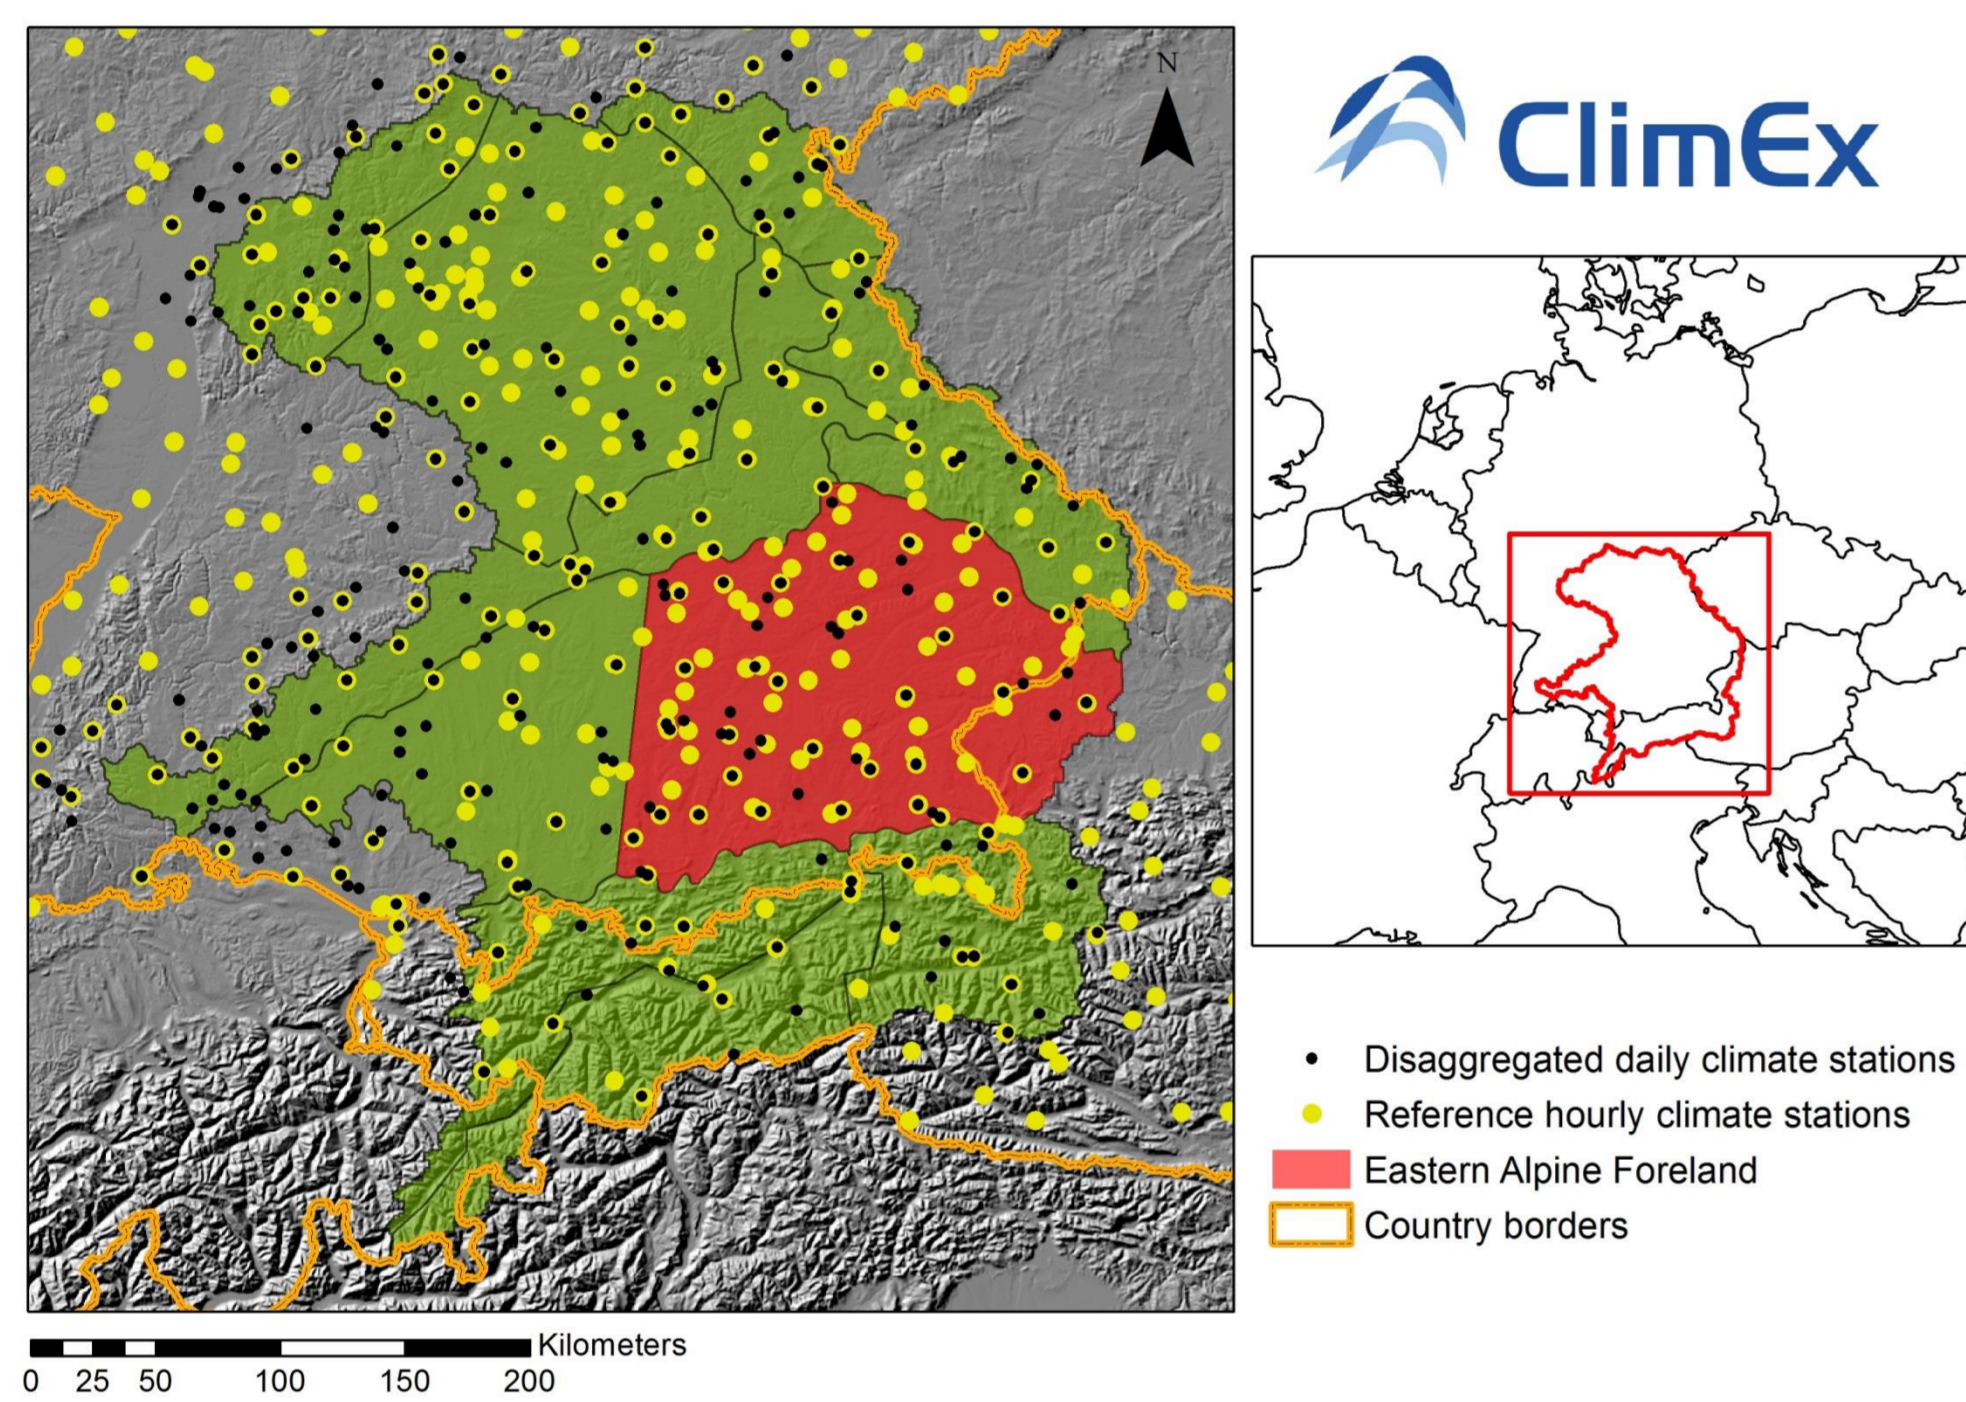 N
ClimEx
Disaggregated daily climate stations
Reference hourly climate stations
Eastern Alpine Foreland
Country borders
Kilometers
0 25 50 100 150 200